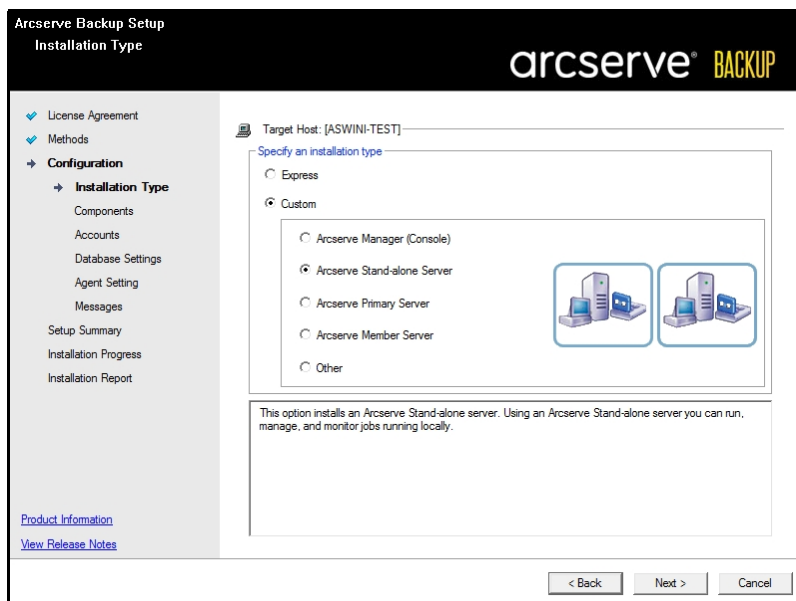 Arcserve Backup Setup
Installation Type
arcserve® BACKUP
License Agreement
Methods
Configuration
Installation Type
Components
Accounts
Database Settings
Agent Setting
Messages
Setup Summary
Installation Progress
Installation Report
Product Information
View Release Notes
Target Host: [ASWINI-TEST]
Specify an installation type
Express
Custom
Arcserve Manager (Console)
Arcserve Stand-alone Server
Arcserve Primary Server
Arcserve Member Server
Other
This option installs an Arcserve Stand-alone server. Using an Arcserve Stand-alone server you can run,
manage, and monitor jobs running locally.
< Back
Next >
Cancel